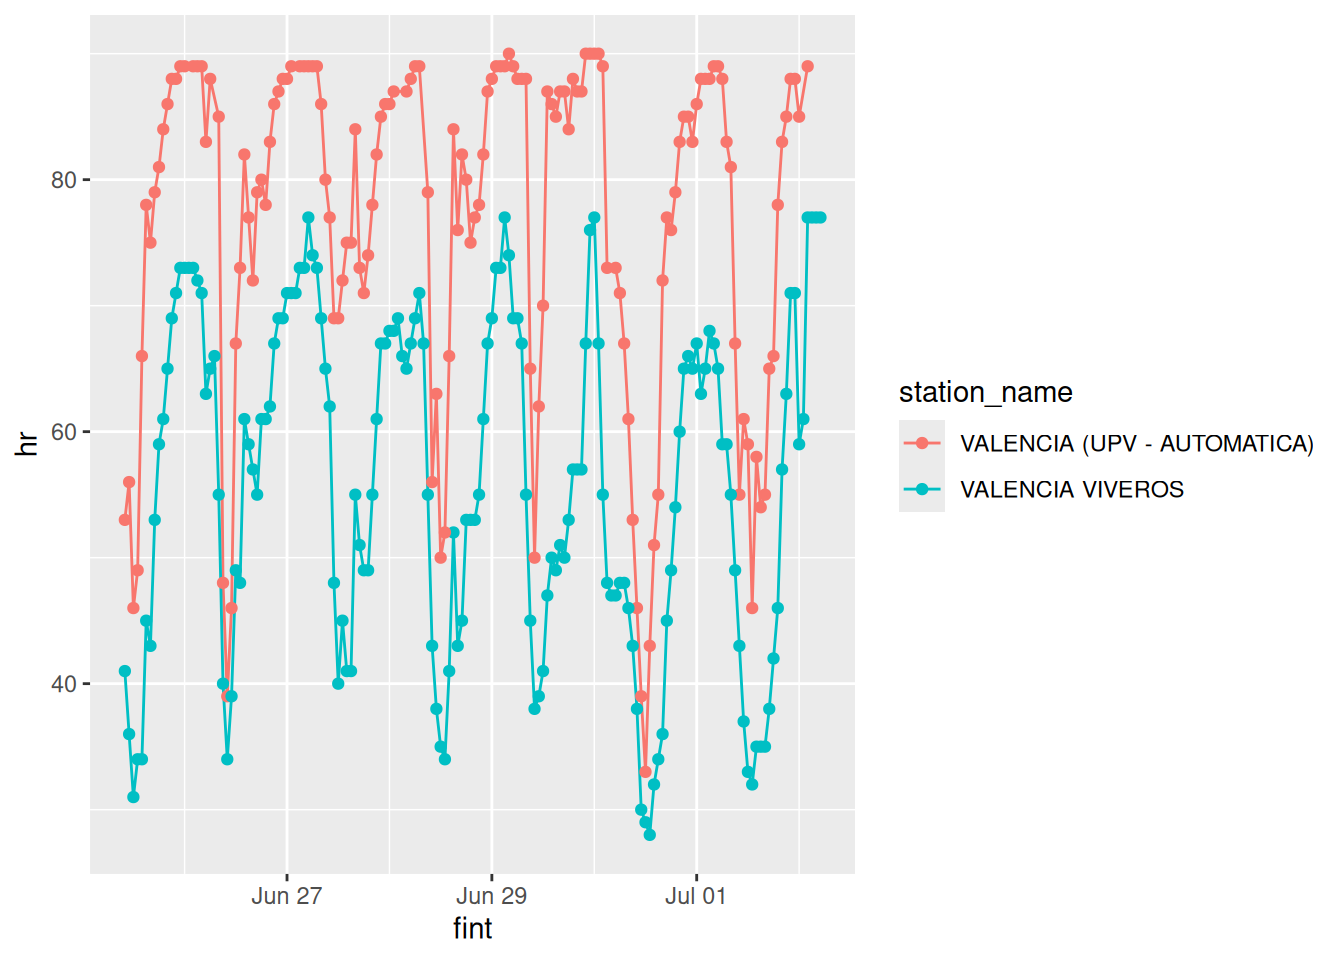 80
60
40
hr
Jun 27
Jun 29
Jul 01
fint
station_name
VALENCIA (UPV - AUTOMATICA)
VALENCIA VIVEROS